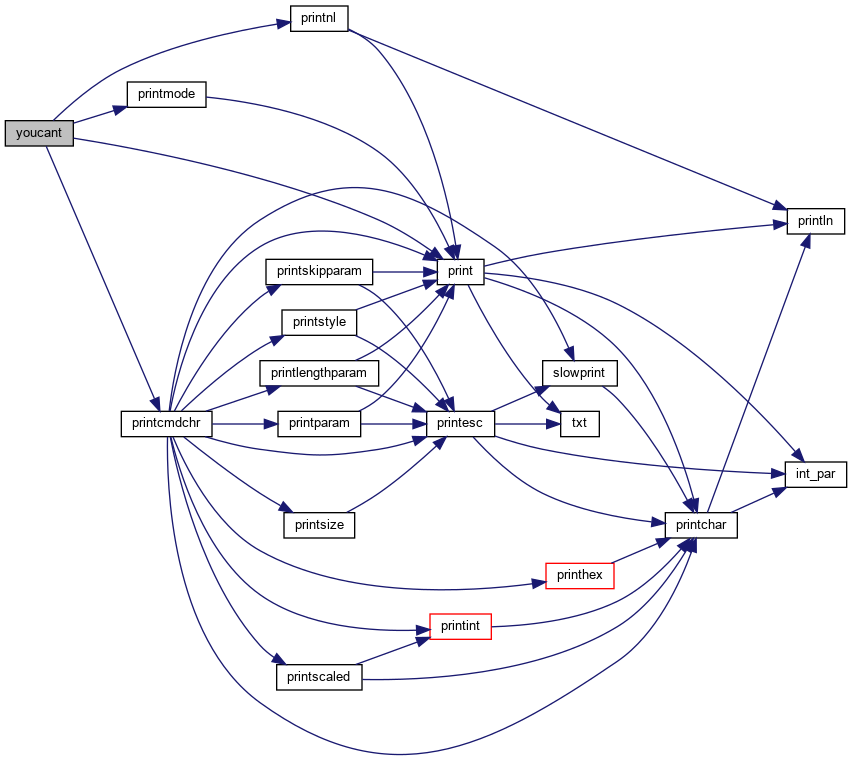 printnl
printmode
youcant
println
print
printskipparam
printstyle
slowprint
printlengthparam
printcmdchr
printparam
printesc
txt
int_par
printsize
printchar
printhex
printint
printscaled